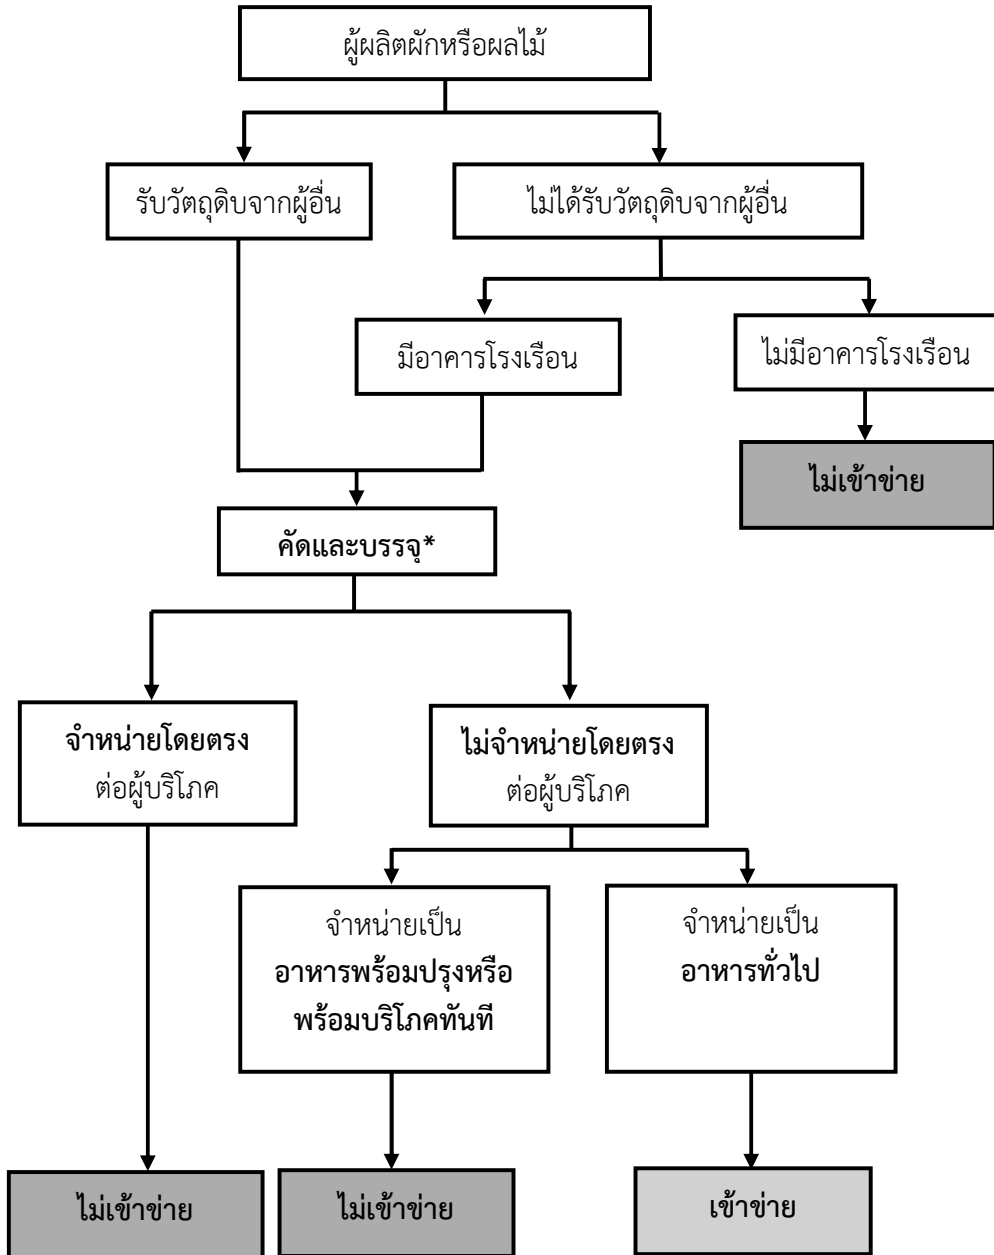 ผู้ผลิตผักหรือผลไม้
รับวัตถุดิบจากผู้อื่น
ไม่ได้รับวัตถุดิบจากผู้อื่น
มีอาคารโรงเรือน
ไม่มีอาคารโรงเรือน
ไม่เข้าข่าย
คัดและบรรจุ*
จำหน่ายโดยตรง
ต่อผู้บริโภค
ไม่จำหน่ายโดยตรง
ต่อผู้บริโภค
จำหน่ายเป็น
อาหารพร้อมปรุงหรือ
พร้อมบริโภคทันที
จำหน่ายเป็น
อาหารทั่วไป
ไม่เข้าข่าย
ไม่เข้าข่าย
เข้าข่าย